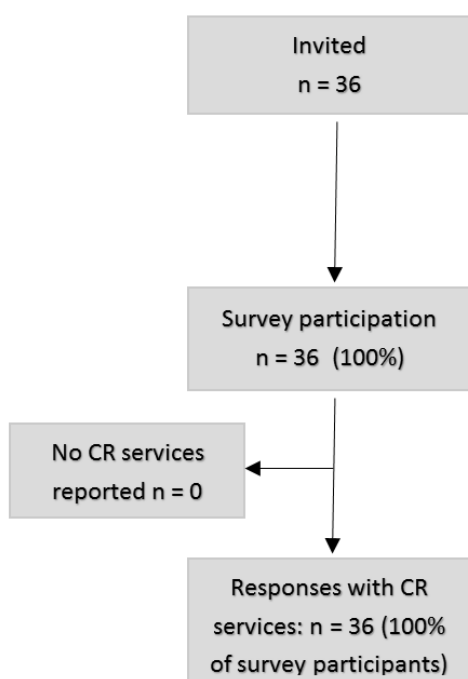 Invited
n = 36
Survey participation
n = 36 (100%)
No CR services
reported n = 0
Responses with CR
services: n = 36 (100%
of survey participants)